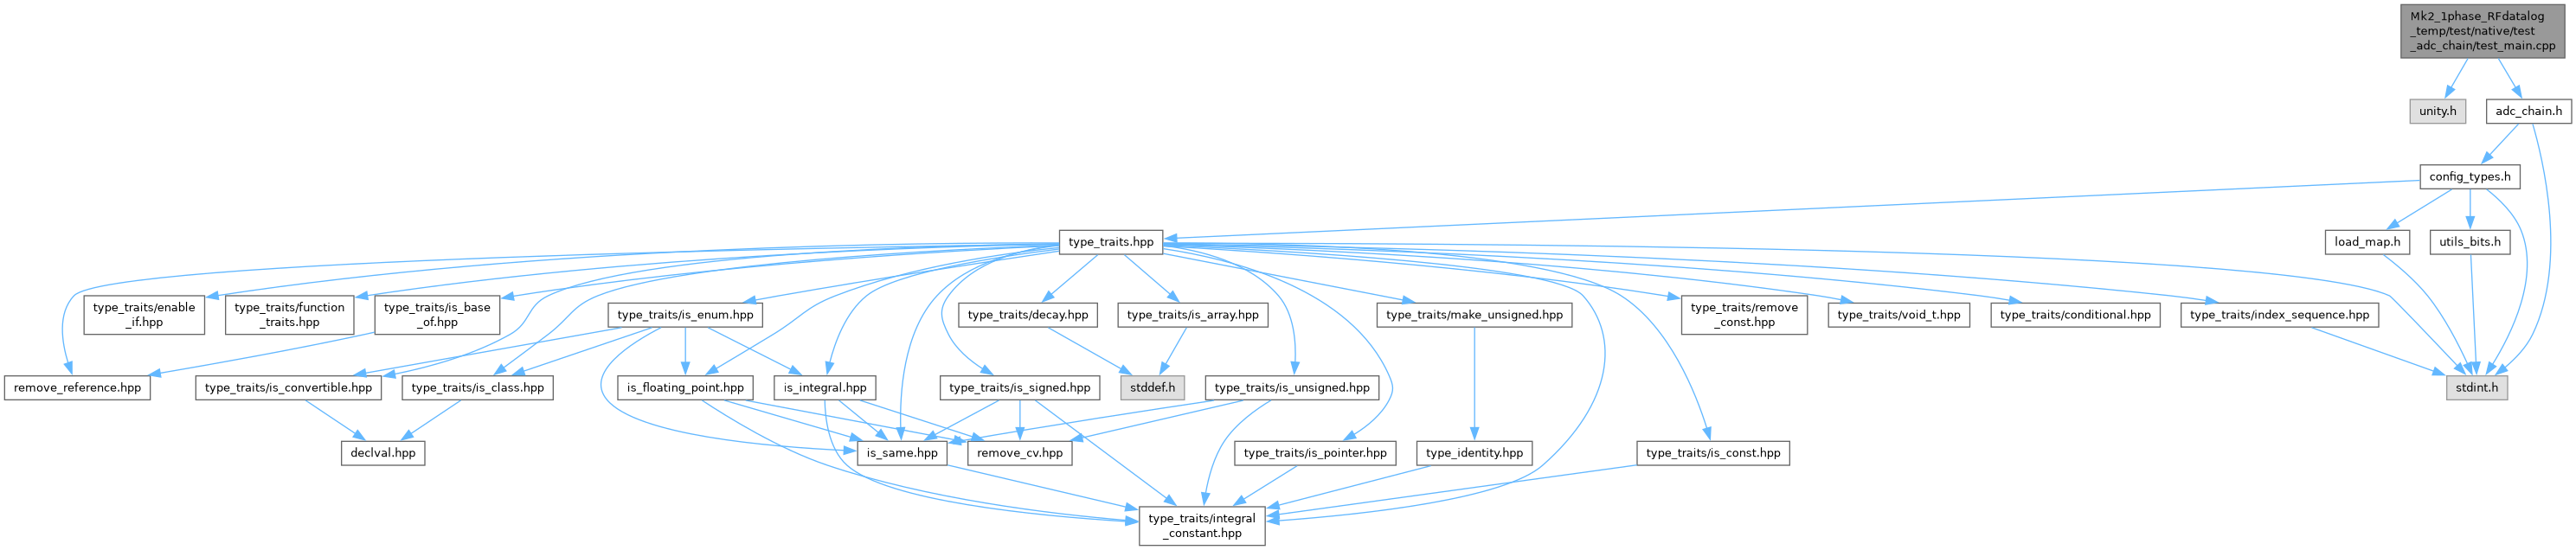 Mk2_1phase_RFdatalog
_temp/test/native/test
_adc_chain/test_main.cpp
unity.h
adc_chain.h
config_types.h
type_traits.hpp
load_map.h
utils_bits.h
type_traits/enable
_if.hpp
type_traits/function
_traits.hpp
type_traits/is_base
_of.hpp
type_traits/is_enum.hpp
type_traits/decay.hpp
type_traits/is_array.hpp
type_traits/make_unsigned.hpp
type_traits/remove
_const.hpp
type_traits/void_t.hpp
type_traits/conditional.hpp
type_traits/index_sequence.hpp
remove_reference.hpp
type_traits/is_convertible.hpp
type_traits/is_class.hpp
is_floating_point.hpp
is_integral.hpp
type_traits/is_signed.hpp
stddef.h
type_traits/is_unsigned.hpp
stdint.h
declval.hpp
is_same.hpp
remove_cv.hpp
type_traits/is_pointer.hpp
type_identity.hpp
type_traits/is_const.hpp
type_traits/integral
_constant.hpp